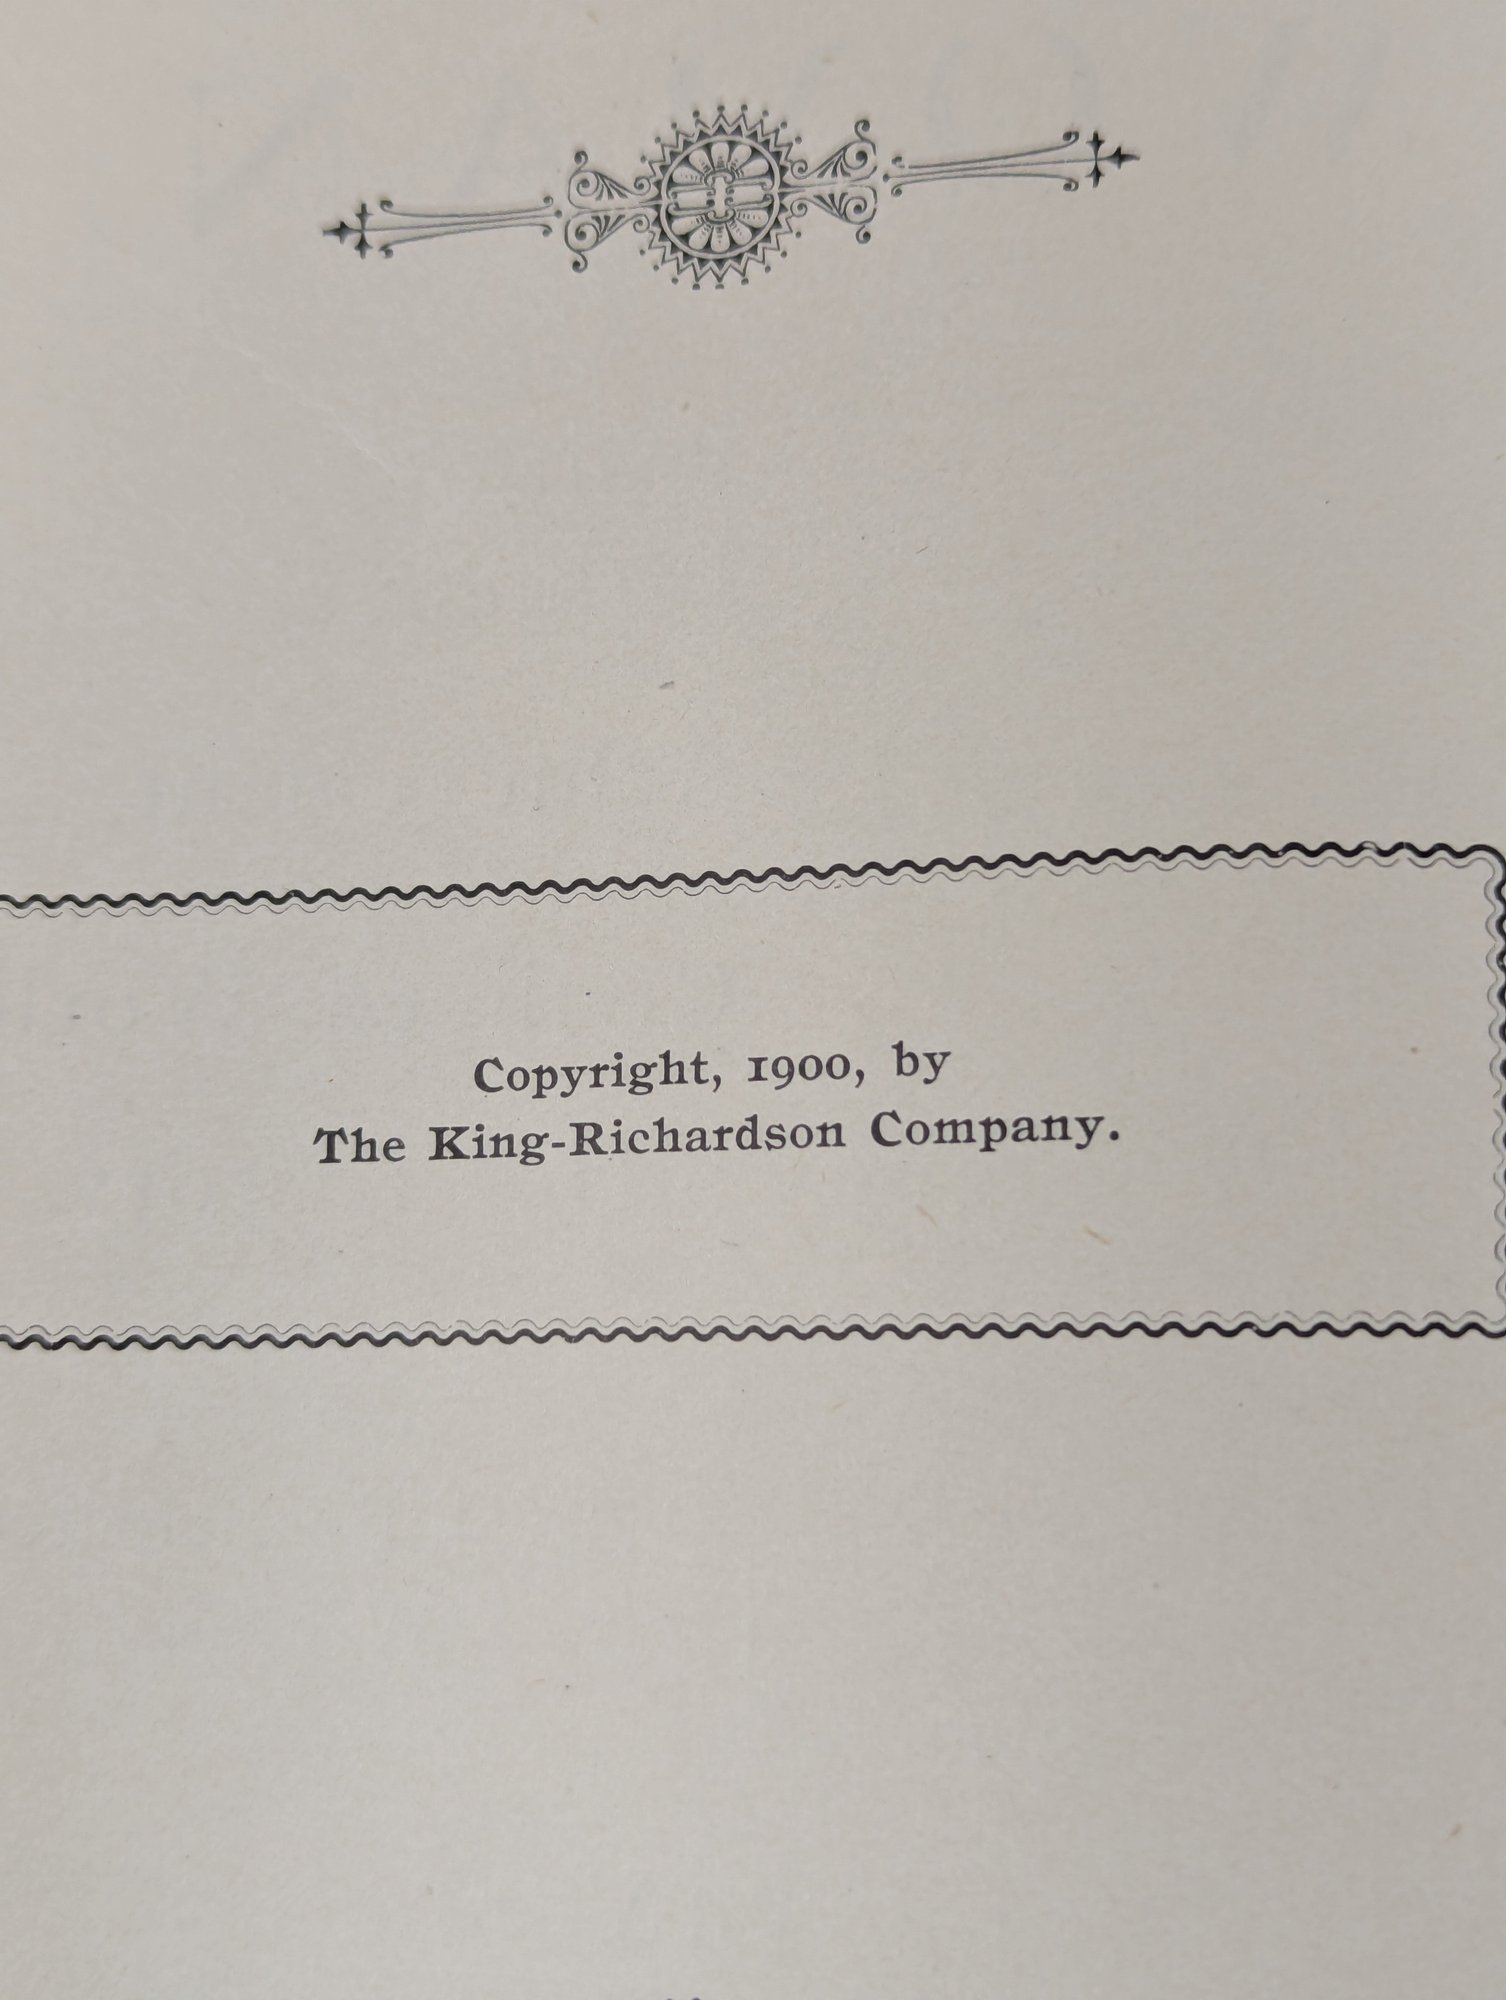 Copyright, 1900, by
The King-Richardson Company.